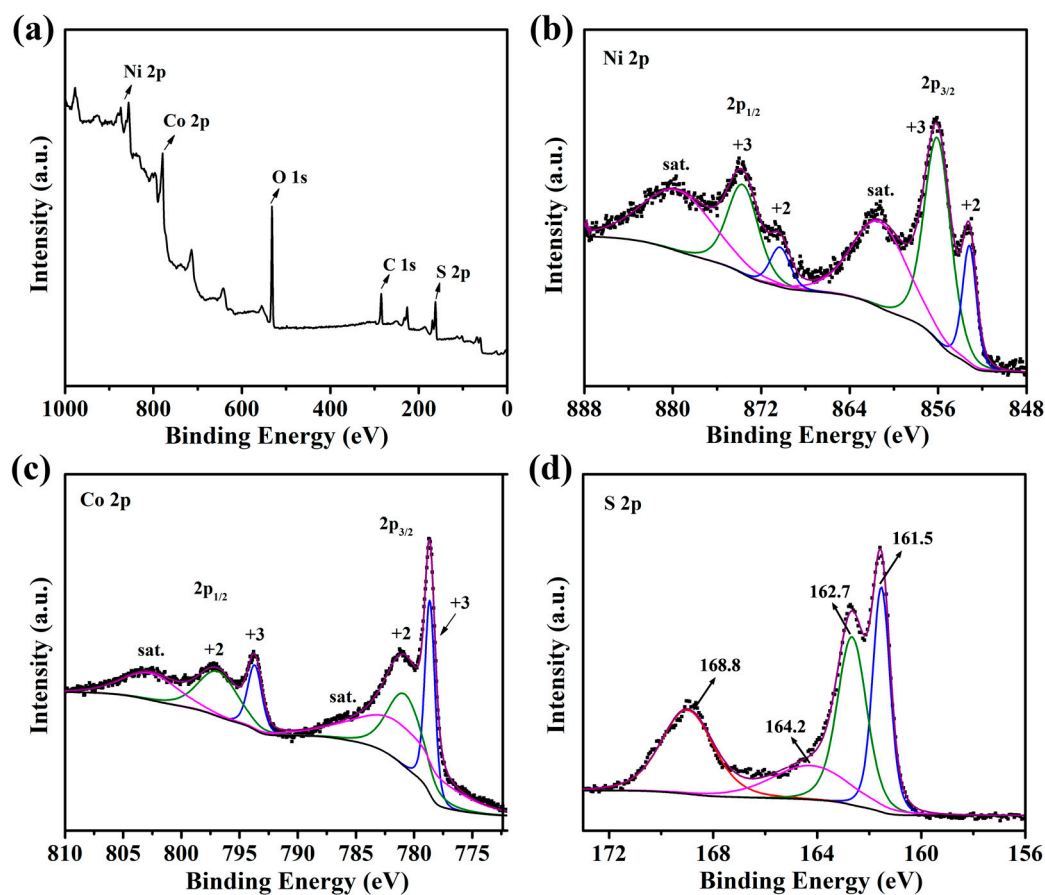 (a)
Ni 2p
Co 2p
O 1s
C 1s
S 2p
Intensity (a.u.)
1000 800 600 400 200 0
Binding Energy (eV)
(b)
Ni 2p
2p1/2
2p3/2
+3
+3
sat.
+2
sat.
+2
Intensity (a.u.)
888 880 872 864 856 848
Binding Energy (eV)
(c)
Co 2p
2p3/2
2p1/2
+3
sat.
+2
+3
+2
sat.
Intensity (a.u.)
810 805 800 795 790 785 780 775
Binding Energy (eV)
(d)
S 2p
161.5
162.7
168.8
164.2
Intensity (a.u.)
172 168 164 160 156
Binding Energy (eV)